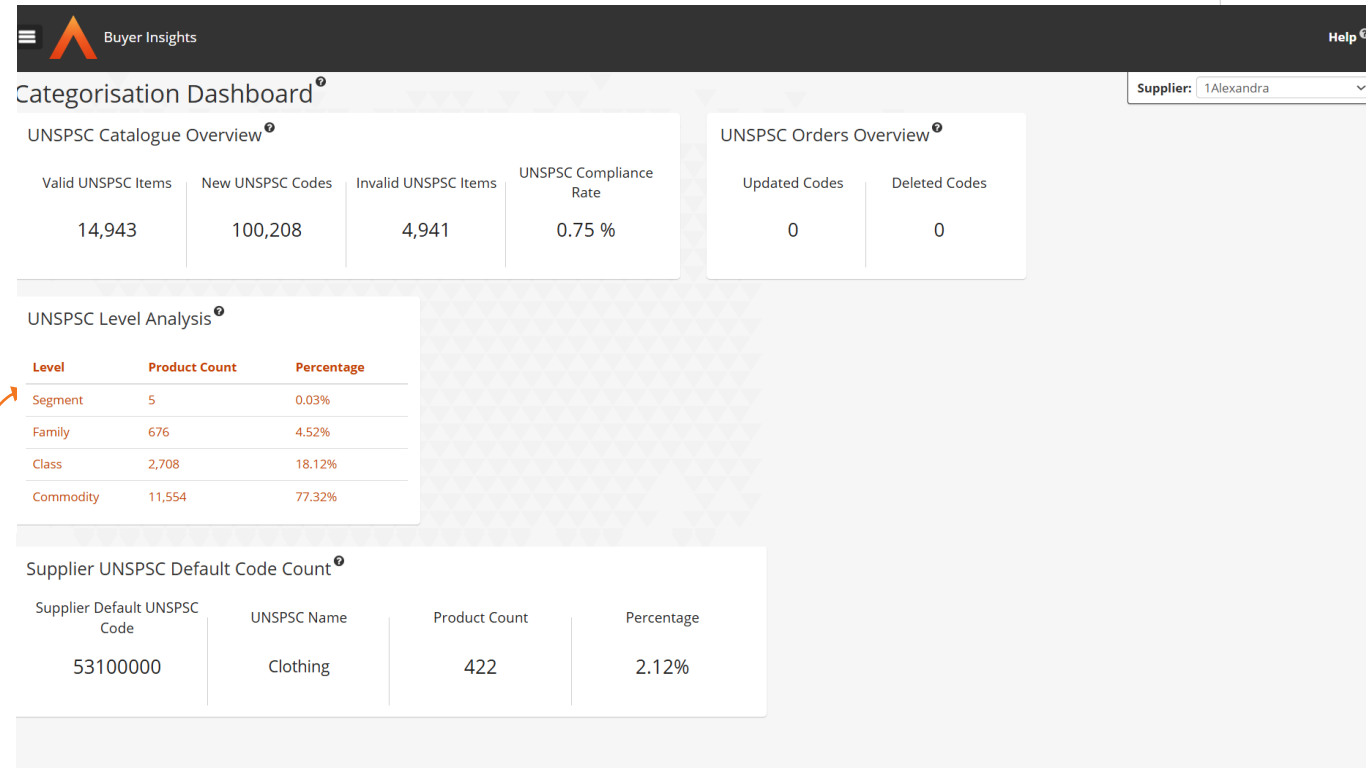 Buyer Insights
Help
Categorisation Dashboard
Supplier: 1Alexandra
UNSPSC Catalogue Overview
UNSPSC Orders Overview
Valid UNSPSC Items New UNSPSC Codes Invalid UNSPSC Items UNSPSC Compliance
Rate
Updated Codes Deleted Codes
14,943 100,208 4,941 0.75 %
0 0
UNSPSC Level Analysis
Level Product Count Percentage
Segment 5 0.03%
Family 676 4.52%
Class 2,708 18.12%
Commodity 11,554 77.32%
Supplier UNSPSC Default Code Count
Supplier Default UNSPSC
Code
UNSPSC Name Product Count Percentage
53100000 Clothing 422 2.12%